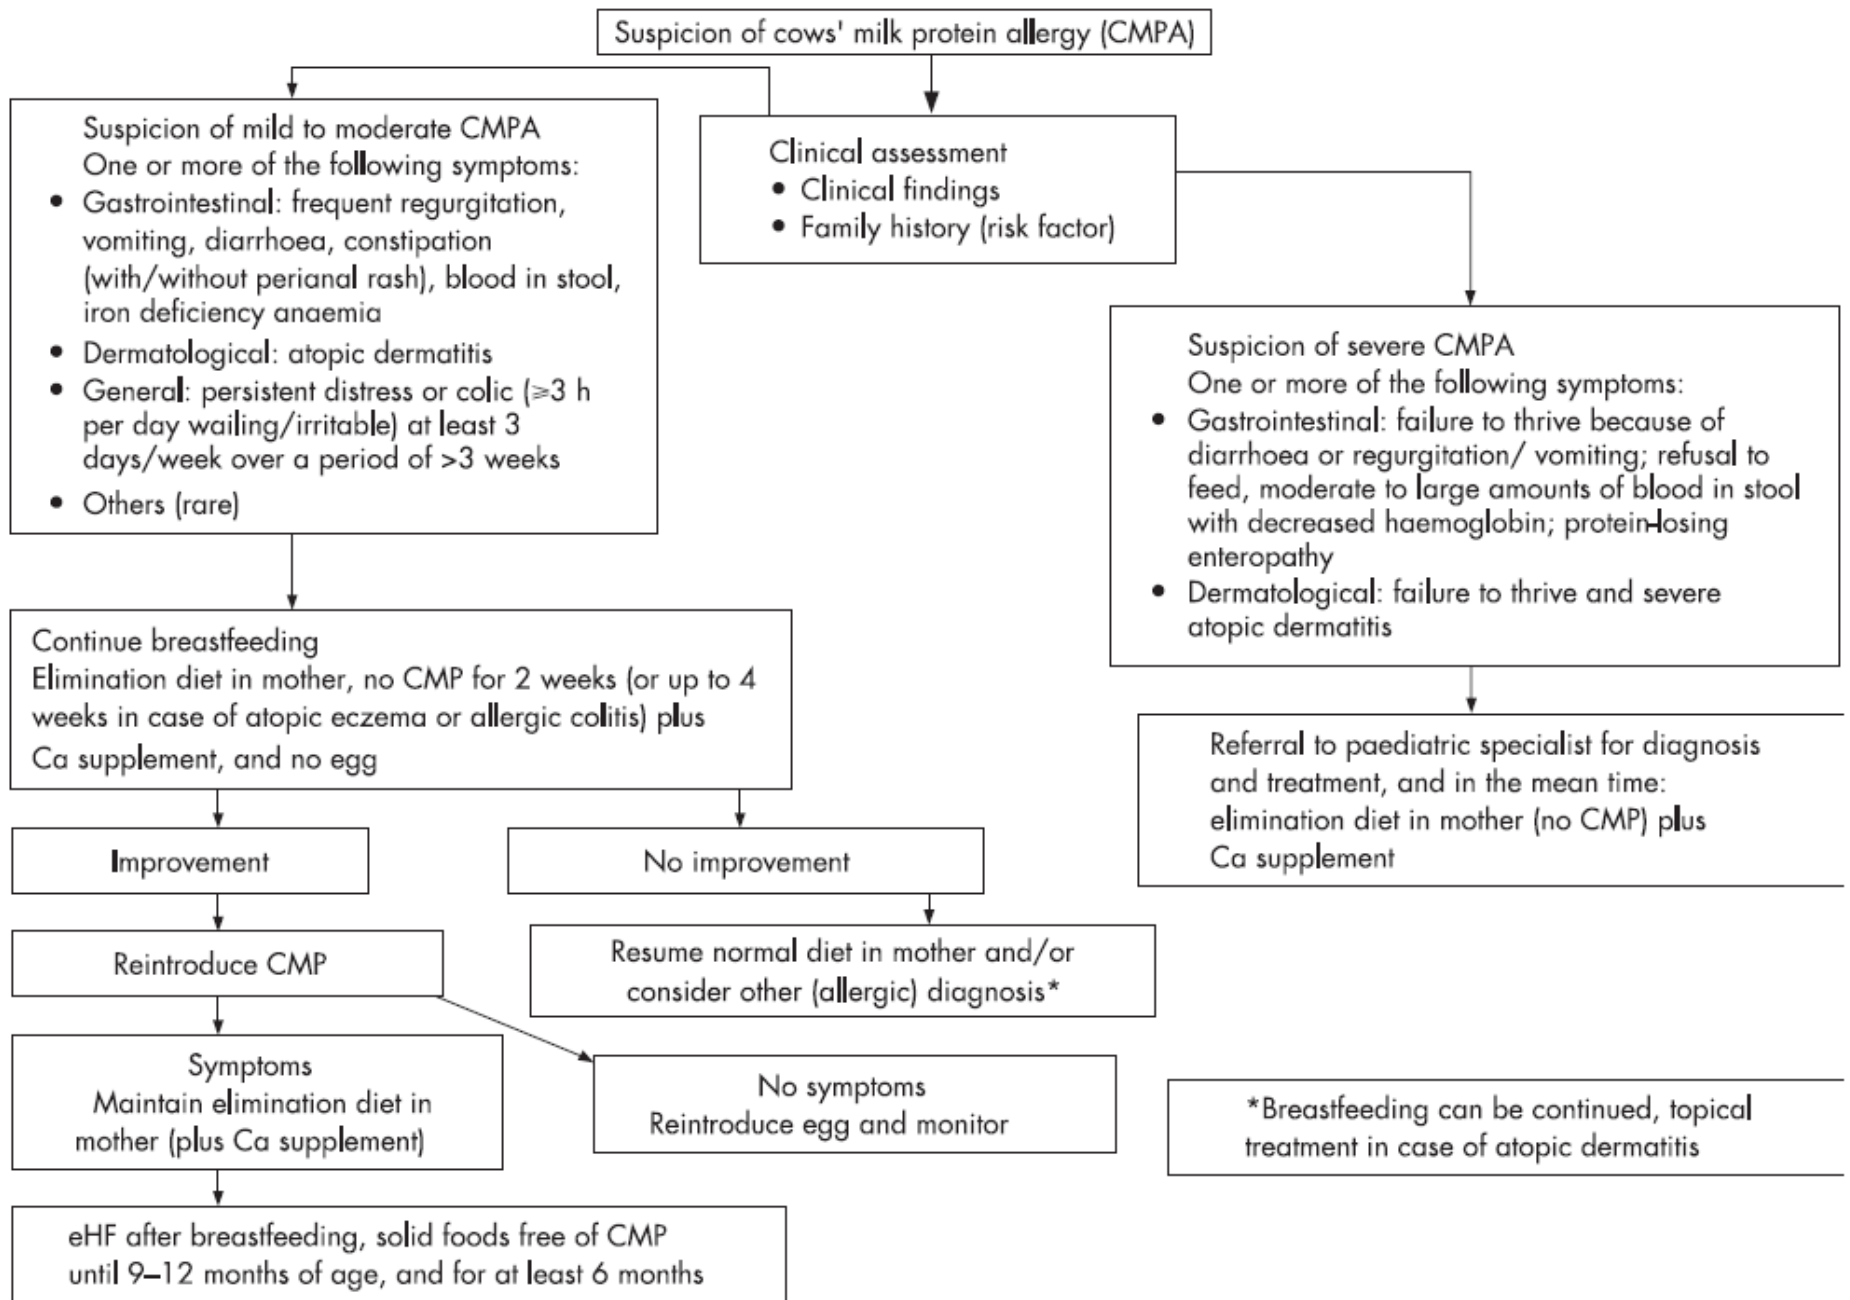 Suspicion of cows' milk protein allergy (CMPA)
Clinical assessment
• Clinical findings
• Family history (risk factor)
Suspicion of mild to moderate CMPA
One or more of the following symptoms:
• Gastrointestinal: frequent regurgitation,
vomiting, diarrhoea, constipation
(with/without perianal rash), blood in stool,
iron deficiency anaemia
• Dermatological: atopic dermatitis
• General: persistent distress or colic (⩾3 h
per day wailing/irritable) at least 3
days/week over a period of >3 weeks
• Others (rare)
Suspicion of severe CMPA
One or more of the following symptoms:
• Gastrointestinal: failure to thrive because of
diarrhoea or regurgitation/ vomiting; refusal to
feed, moderate to large amounts of blood in stool
with decreased haemoglobin; protein-losing
enteropathy
• Dermatological: failure to thrive and severe
atopic dermatitis
Continue breastfeeding
Elimination diet in mother, no CMP for 2 weeks (or up to 4
weeks in case of atopic eczema or allergic colitis) plus
Ca supplement, and no egg
Referral to paediatric specialist for diagnosis
and treatment, and in the mean time:
elimination diet in mother (no CMP) plus
Ca supplement
Improvement
No improvement
Reintroduce CMP
Resume normal diet in mother and/or
consider other (allergic) diagnosis*
Symptoms
Maintain elimination diet in
mother (plus Ca supplement)
No symptoms
Reintroduce egg and monitor
*Breastfeeding can be continued, topical
treatment in case of atopic dermatitis
eHF after breastfeeding, solid foods free of CMP
until 9–12 months of age, and for at least 6 months